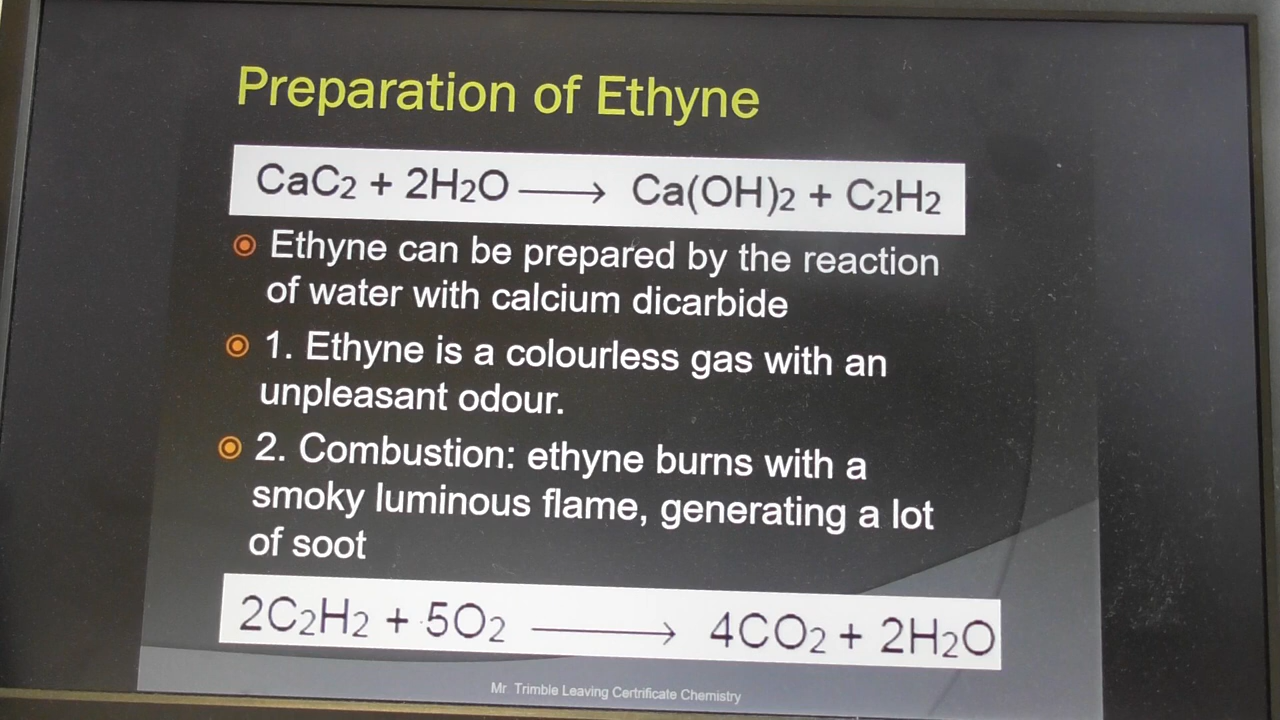 Preparation of Ethyne
CaC2 + 2H2O ⟶ Ca(OH)2 + C2H2
Ethyne can be prepared by the reaction
of water with calcium dicarbide
1. Ethyne is a colourless gas with an
unpleasant odour.
2. Combustion: ethyne burns with a
smoky luminous flame, generating a lot
of soot
2C2H2 + 5O2 ⟶ 4CO2 + 2H2O
Mr Trimble Leaving Certrificate Chemistry